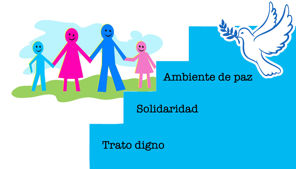 Ambiente de paz
Solidaridad
Trato digno